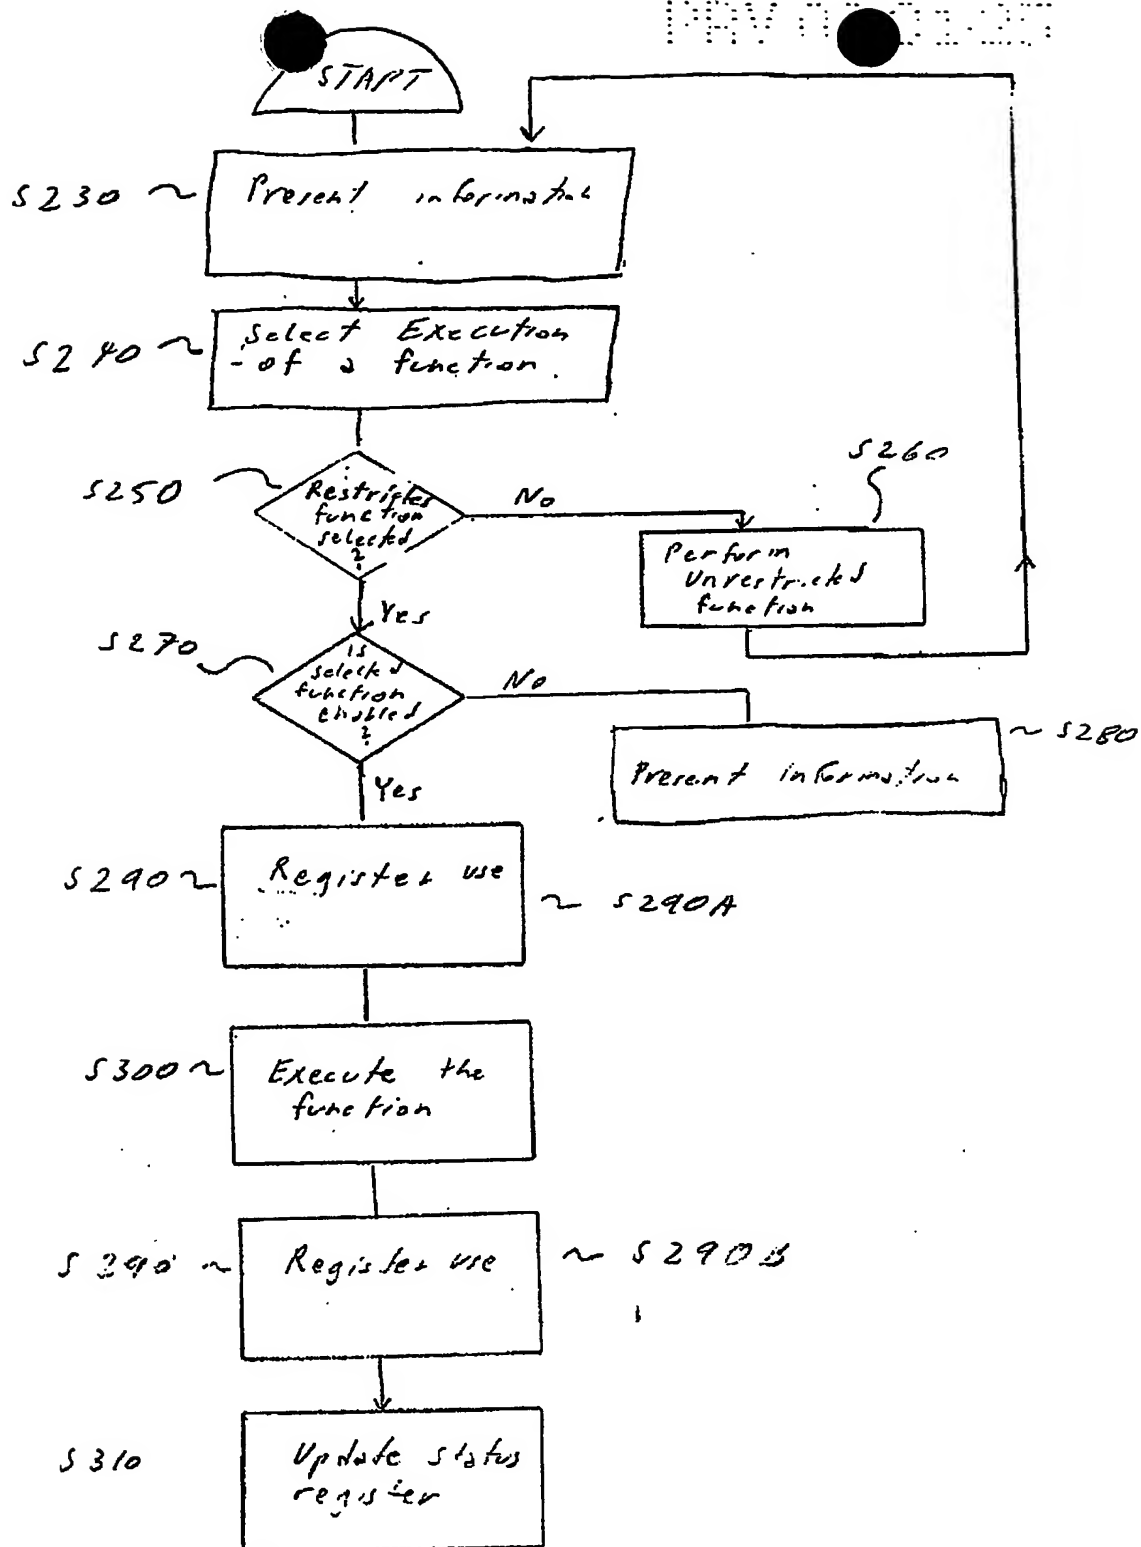 START
S230
Present information
S240
Select Execution
of a function
S250
Restricted
function
selected
?
No
S260
Perform
Unrestricted
function
Yes
S270
is
selected
function
enabled
?
No
S280
Present information
Yes
S290
Register use
S290A
S300
Execute the
function
S290
Register use
S290B
S310
Update status
register